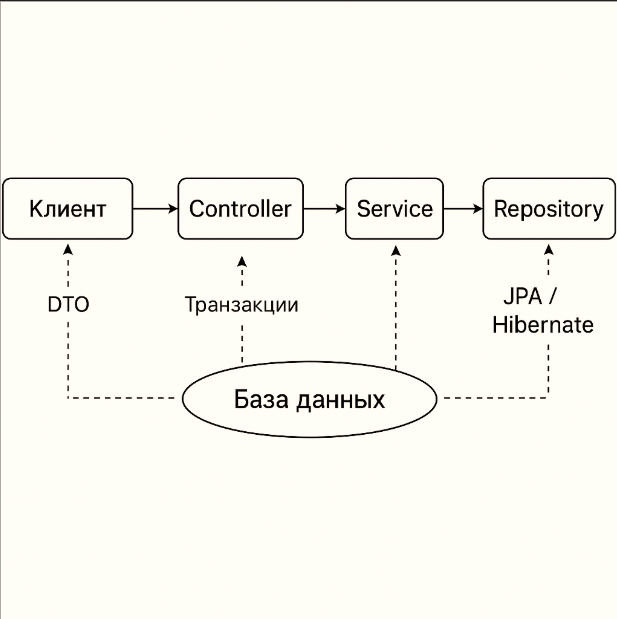 Клиент
Controller
Service
Repository
DTO
Транзакции
JPA /
Hibernate
База данных